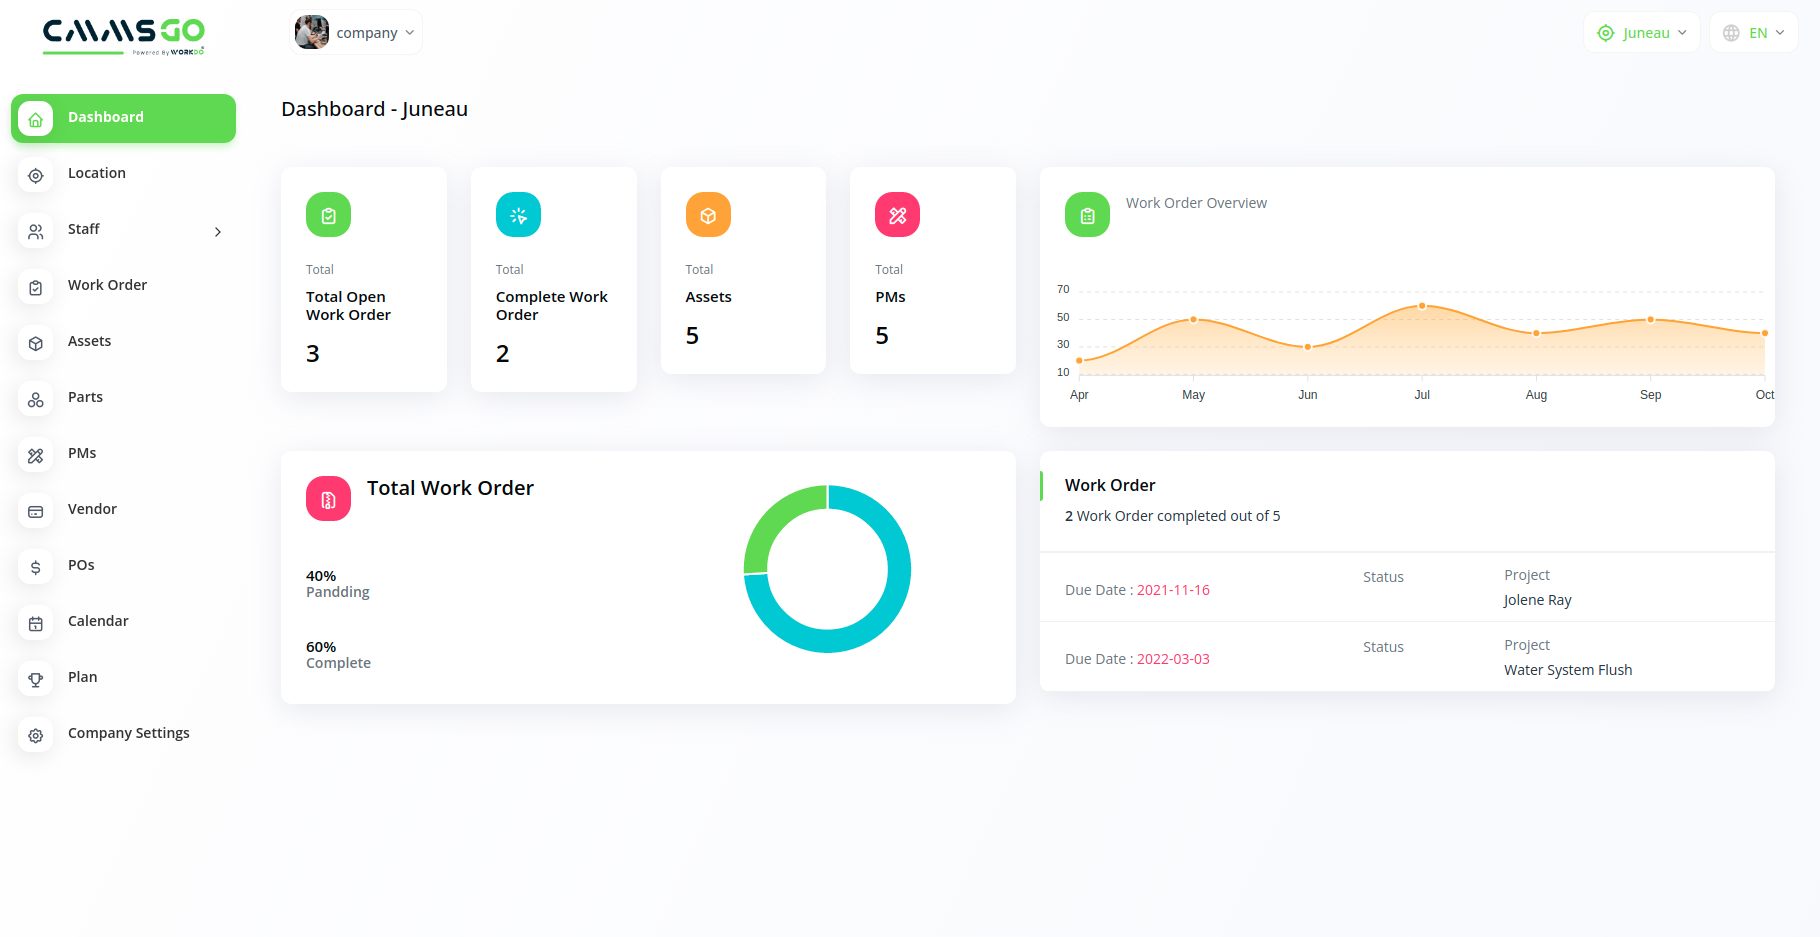 CMMSGO
Powered By WORKDO
company
Juneau
EN
Dashboard
Location
Staff
Work Order
Assets
Parts
PMs
Vendor
POs
Calendar
Plan
Company Settings
Dashboard - Juneau
Total
Total Open
Work Order
3
Total
Complete Work
Order
2
Total
Assets
5
Total
PMs
5
Work Order Overview
70
50
30
10
Apr May Jun Jul Aug Sep Oct
Total Work Order
40%
Pandding
60%
Complete
Work Order
2 Work Order completed out of 5
Due Date : 2021-11-16
Status
Project
Jolene Ray
Due Date : 2022-03-03
Status
Project
Water System Flush